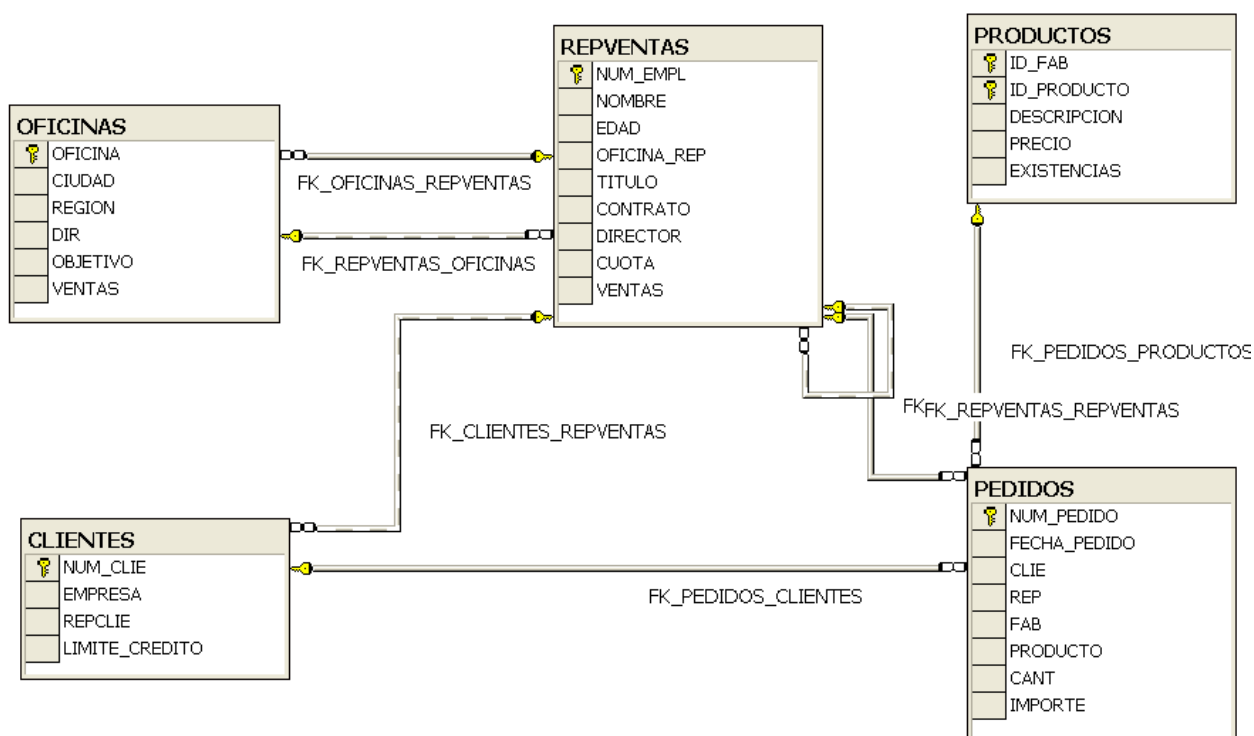 OFICINAS
OFICINA
CIUDAD
REGION
DIR
OBJETIVO
VENTAS
REPVENTAS
NUM_EMPL
NOMBRE
EDAD
OFICINA_REP
TITULO
CONTRATO
DIRECTOR
CUOTA
VENTAS
PRODUCTOS
ID_FAB
ID_PRODUCTO
DESCRIPCION
PRECIO
EXISTENCIAS
FK_OFICINAS_REPVENTAS
FK_REPVENTAS_OFICINAS
FK_PEDIDOS_PRODUCTOS
FK
FK_REPVENTAS_REPVENTAS
FK_CLIENTES_REPVENTAS
CLIENTES
NUM_CLIE
EMPRESA
REPCLIE
LIMITE_CREDITO
FK_PEDIDOS_CLIENTES
PEDIDOS
NUM_PEDIDO
FECHA_PEDIDO
CLIE
REP
FAB
PRODUCTO
CANT
IMPORTE